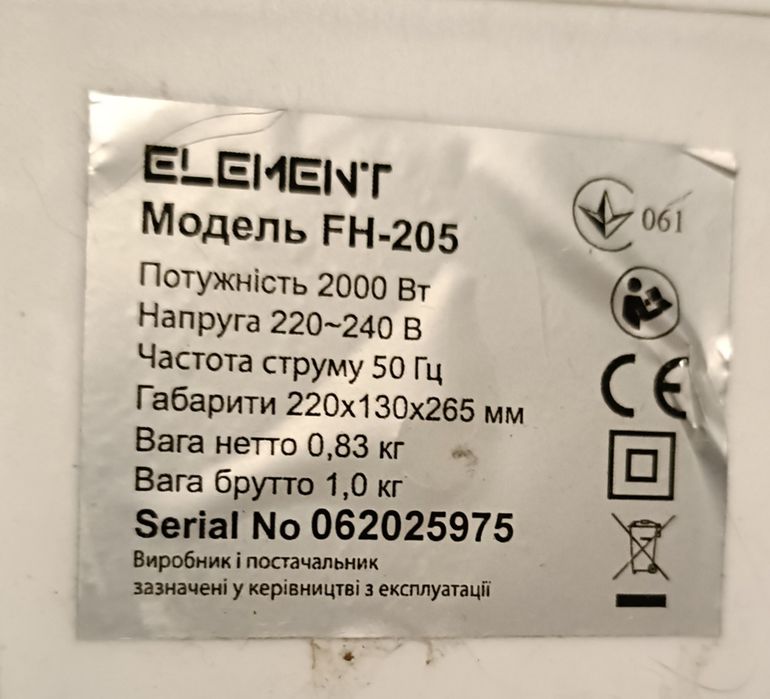 ELEMENT
Модель FH-205
061
Потужність 2000 Вт
Напруга 220~240 В
Частота струму 50 Гц
Габарити 220x130x265 мм
CE
Вага нетто 0,83 кг
Вага брутто 1,0 кг
Serial No 062025975
Виробник і постачальник
зазначені у керівництві з експлуатації